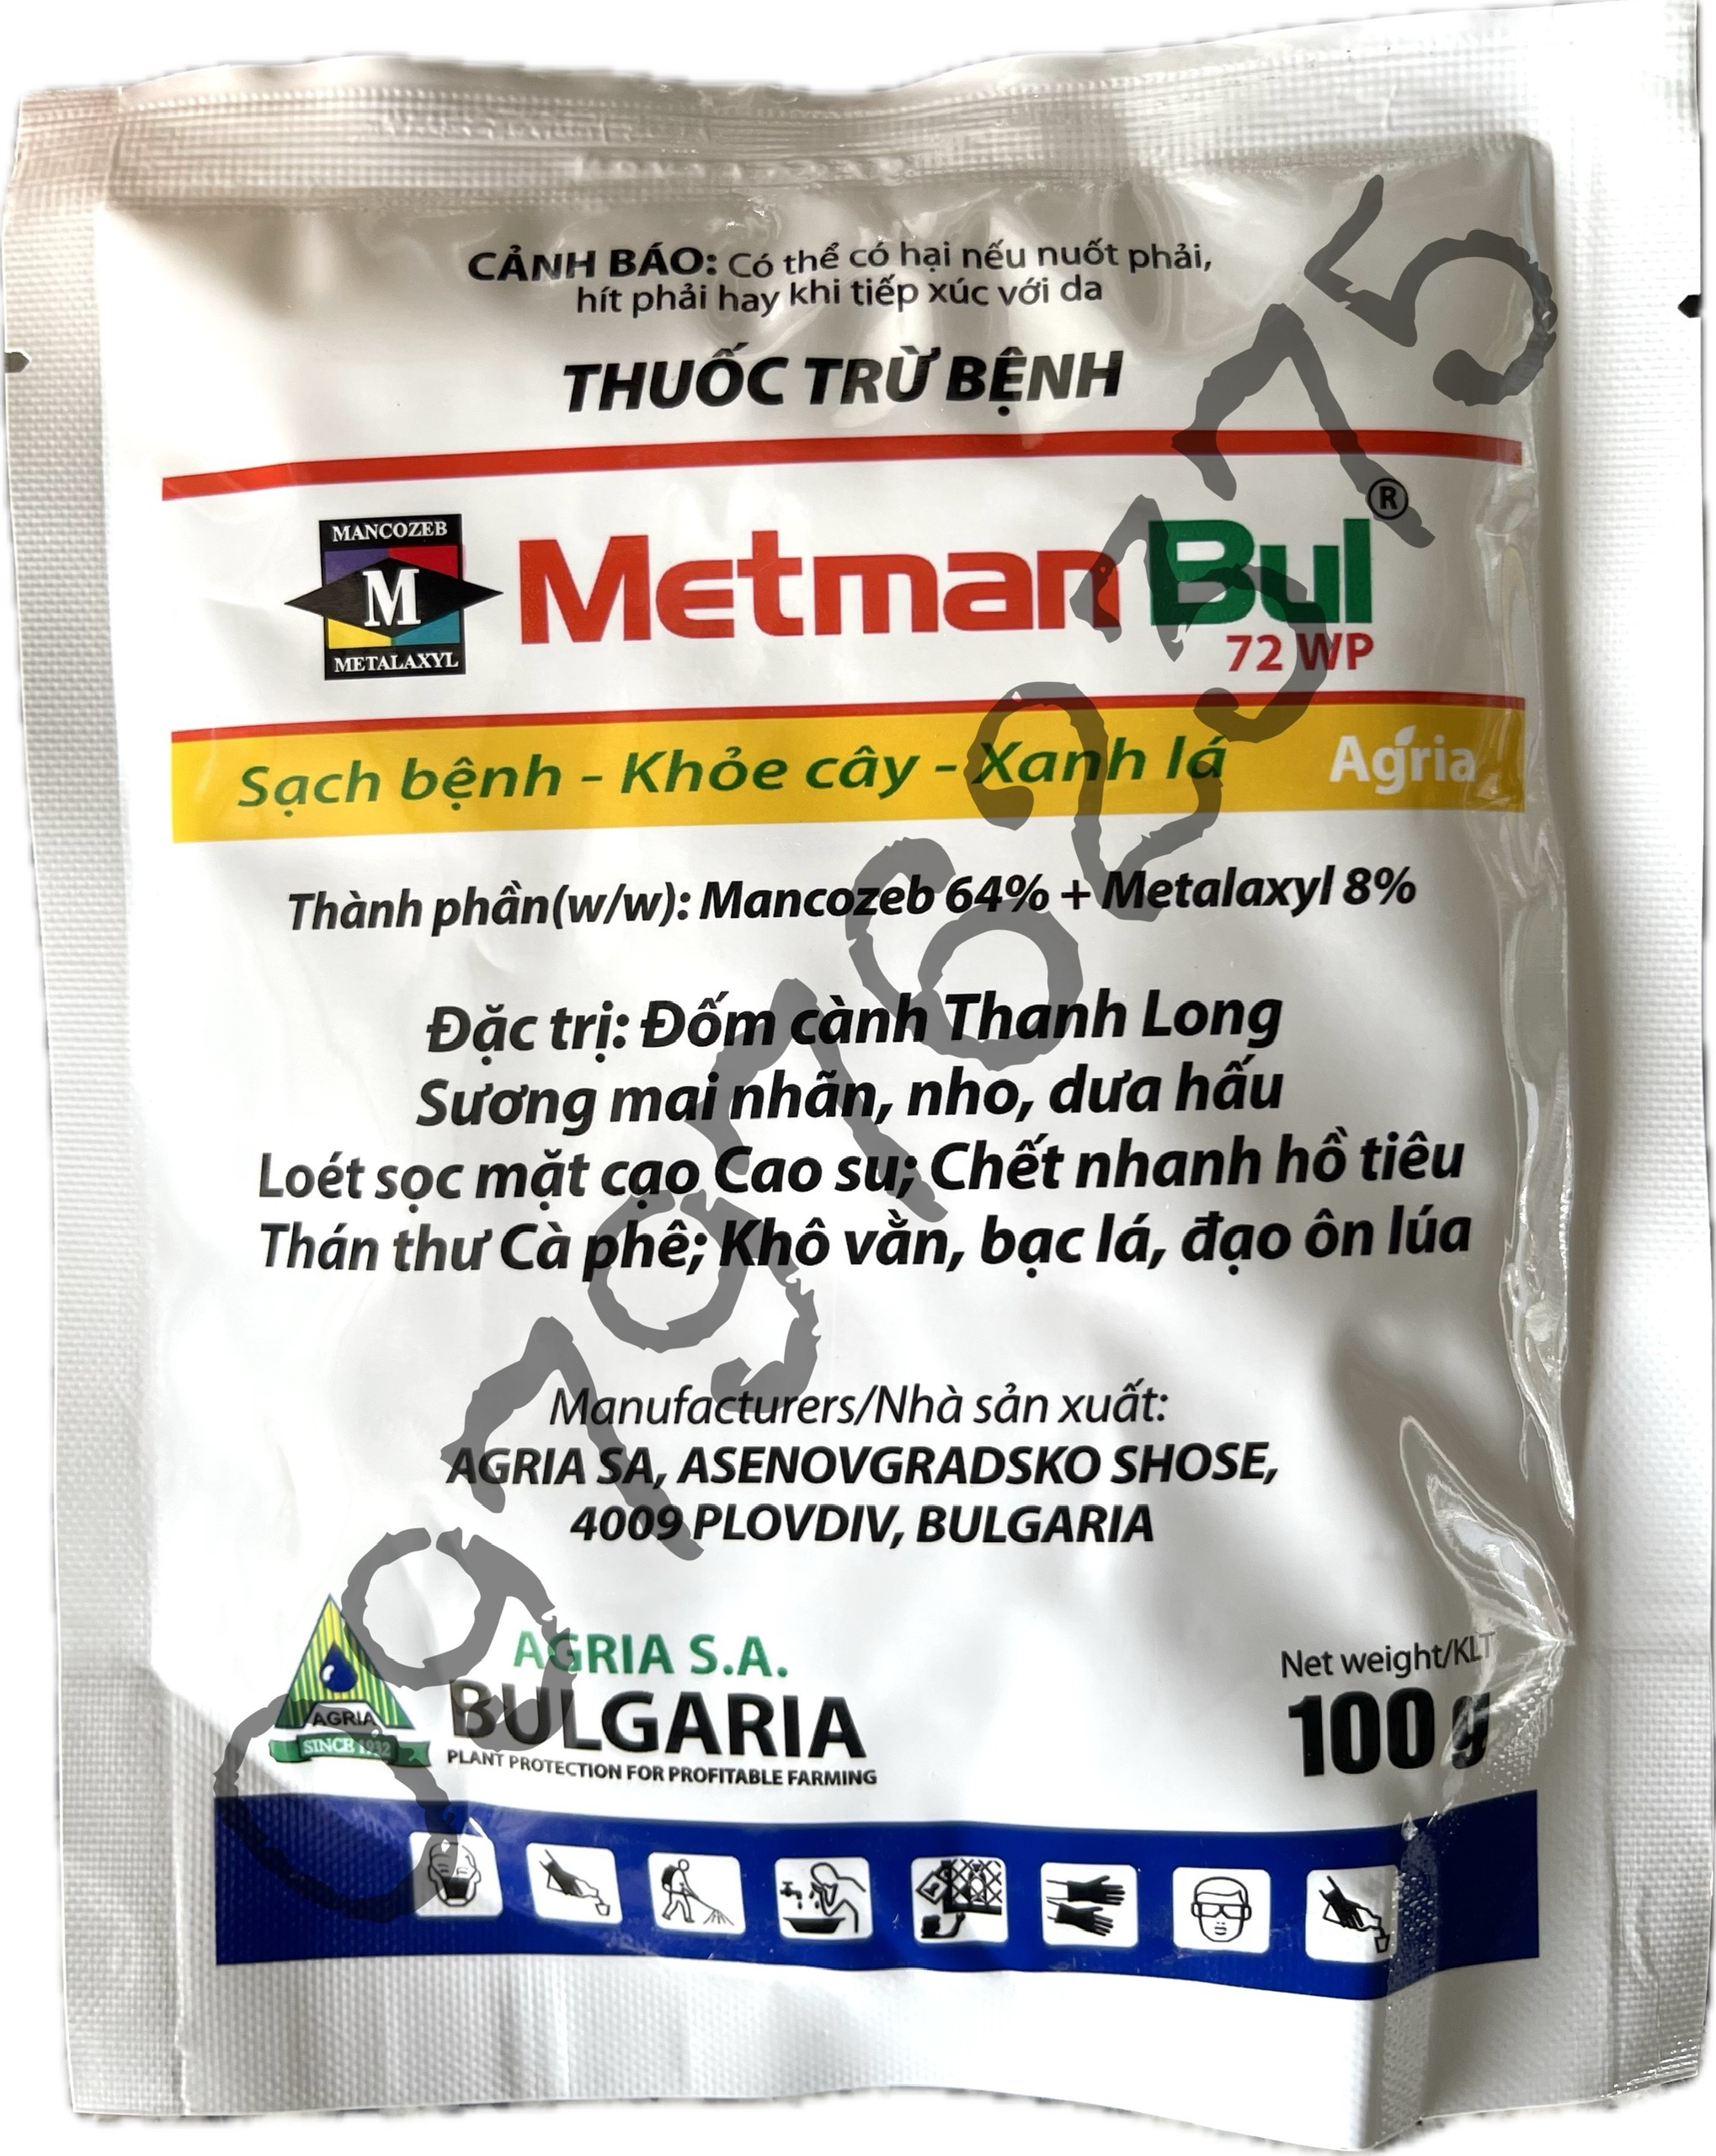 CẢNH BÁO: Có thể có hại nếu nuốt phải,
hít phải hay khi tiếp xúc với da
THUỐC TRỪ BỆNH
MANCOZEB
M
METALAXYL
Metman Bul®
72 WP
Sạch bệnh - Khỏe cây - Xanh lá
Agria
Thành phần(w/w): Mancozeb 64% + Metalaxyl 8%
Đặc trị: Đốm cành Thanh Long
Sương mai nhãn, nho, dưa hấu
Loét sọc mặt cạo Cao su; Chết nhanh hồ tiêu
Thán thư Cà phê; Khô vằn, bạc lá, đạo ôn lúa
Manufacturers/Nhà sản xuất:
AGRIA SA, ASENOVGRADSKO SHOSE,
4009 PLOVDIV, BULGARIA
AGRIA
SINCE 1932
AGRIA S.A.
BULGARIA
PLANT PROTECTION FOR PROFITABLE FARMING
Net weight/KLT
100 g
0979762375